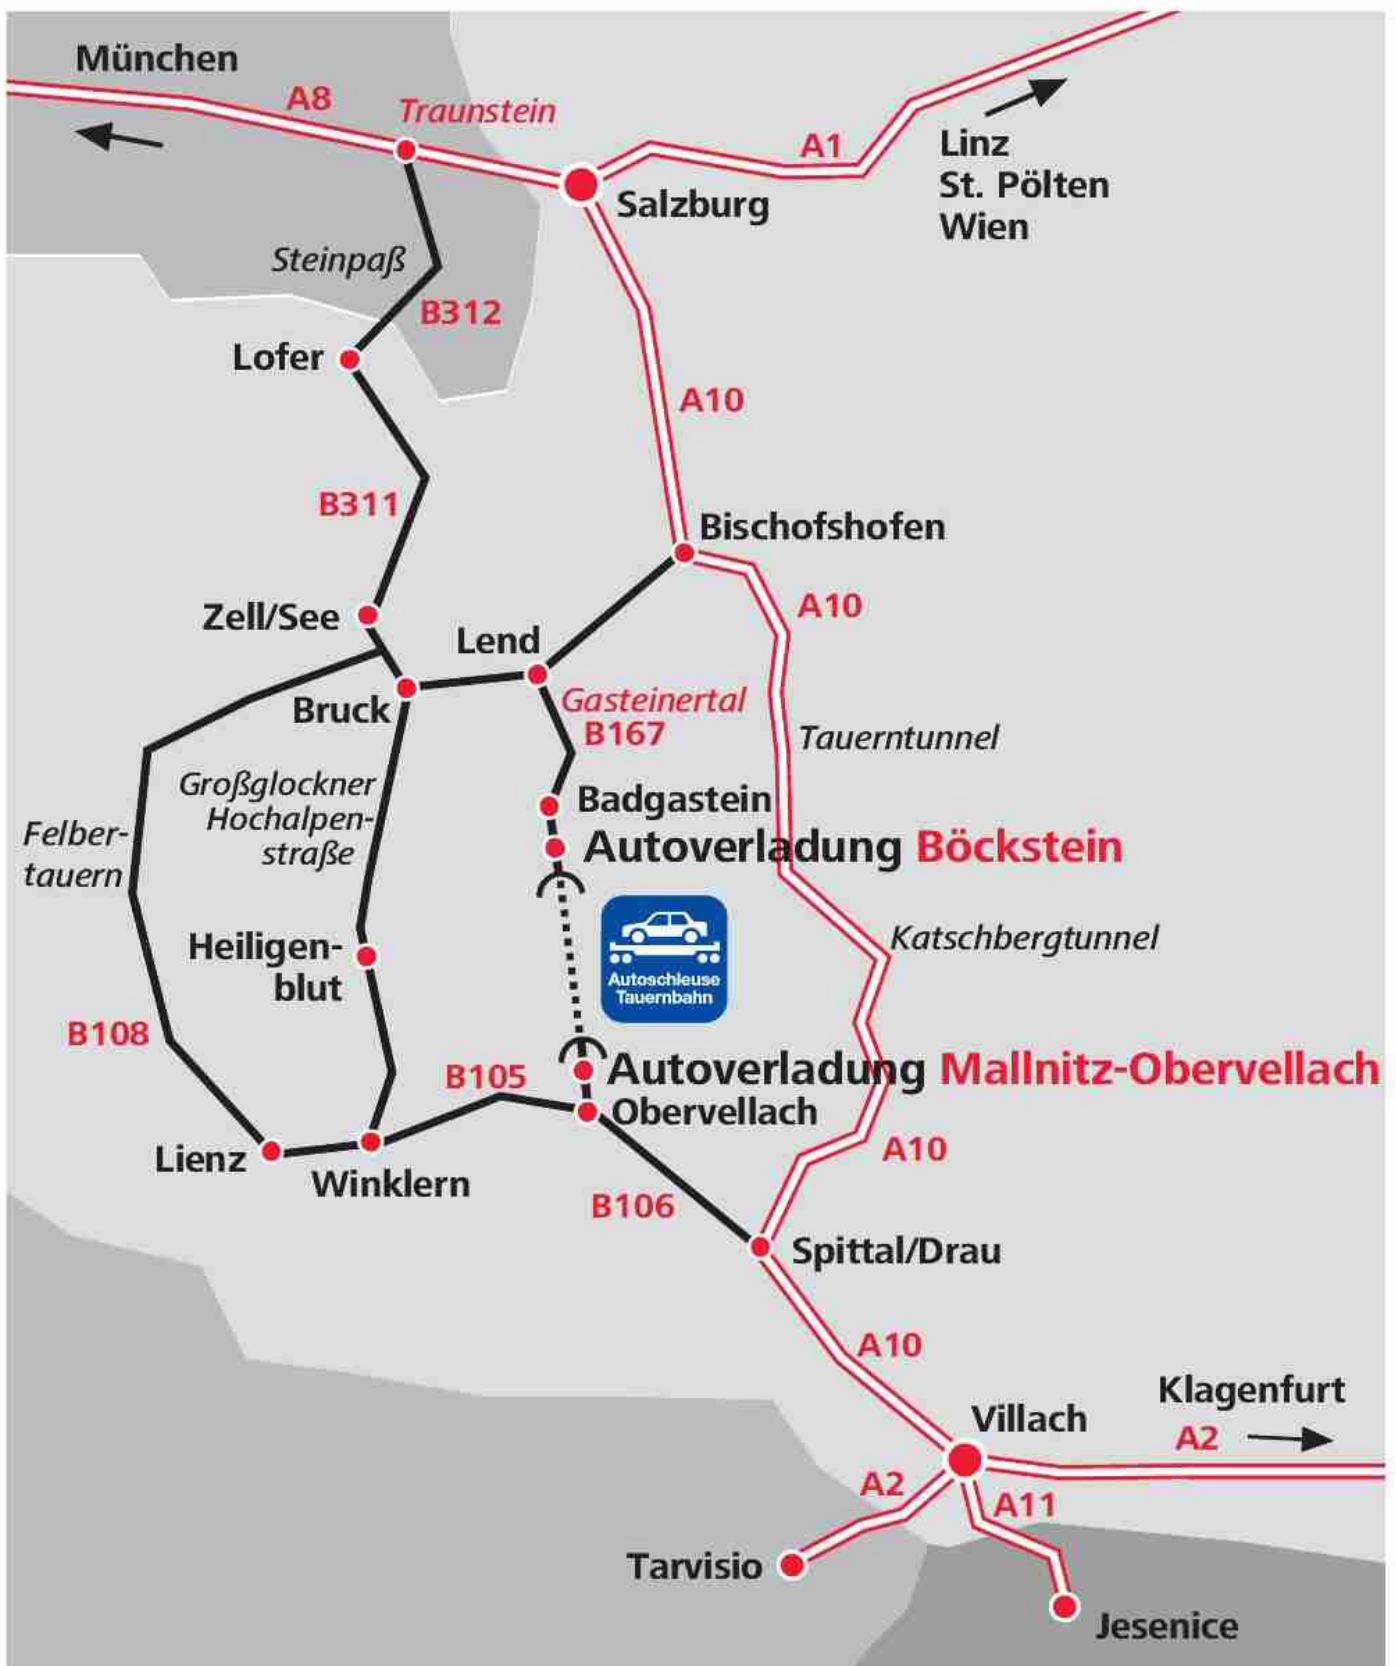 München
A8
Traunstein
A1
Linz
St. Pölten
Wien
Salzburg
Steinpaß
B312
Lofer
A10
B311
Bischofshofen
A10
Zell/See
Lend
Bruck
Gasteinertal
B167
Tauerntunnel
Großglockner
Hochalpen-
straße
Badgastein
Felber-
tauern
Autoverladung Böckstein
Katschbergtunnel
Heiligen-
blut
Autoschleuse
Tauernbahn
B108
B105
Autoverladung Mallnitz-Obervellach
Obervellach
A10
Lienz
Winklern
B106
Spittal/Drau
A10
Klagenfurt
Villach
A2
A2
A11
Tarvisio
Jesenice